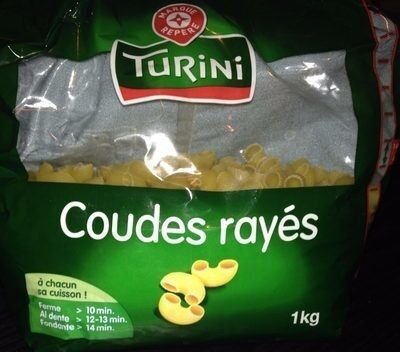 MARQUE
REPÈRE
TURINI
Coudes rayés
à chacun
sa cuisson !
Ferme > 10 min.
Al dente > 12-13 min.
Fondante > 14 min.
1kg